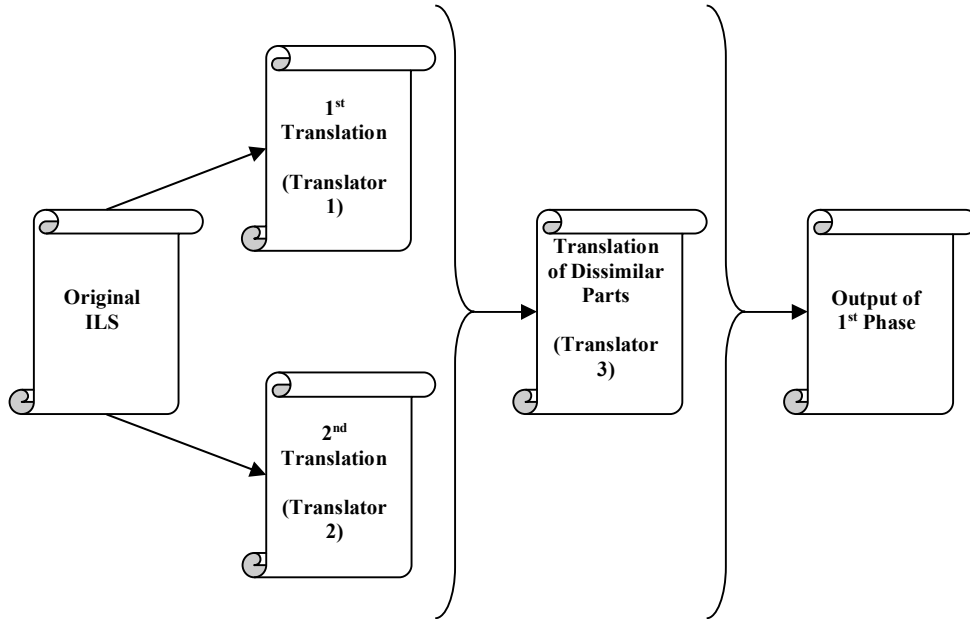 Original
ILS
1st
Translation
(Translator
1)
2nd
Translation
(Translator
2)
Translation
of Dissimilar
Parts
(Translator
3)
Output of
1st Phase